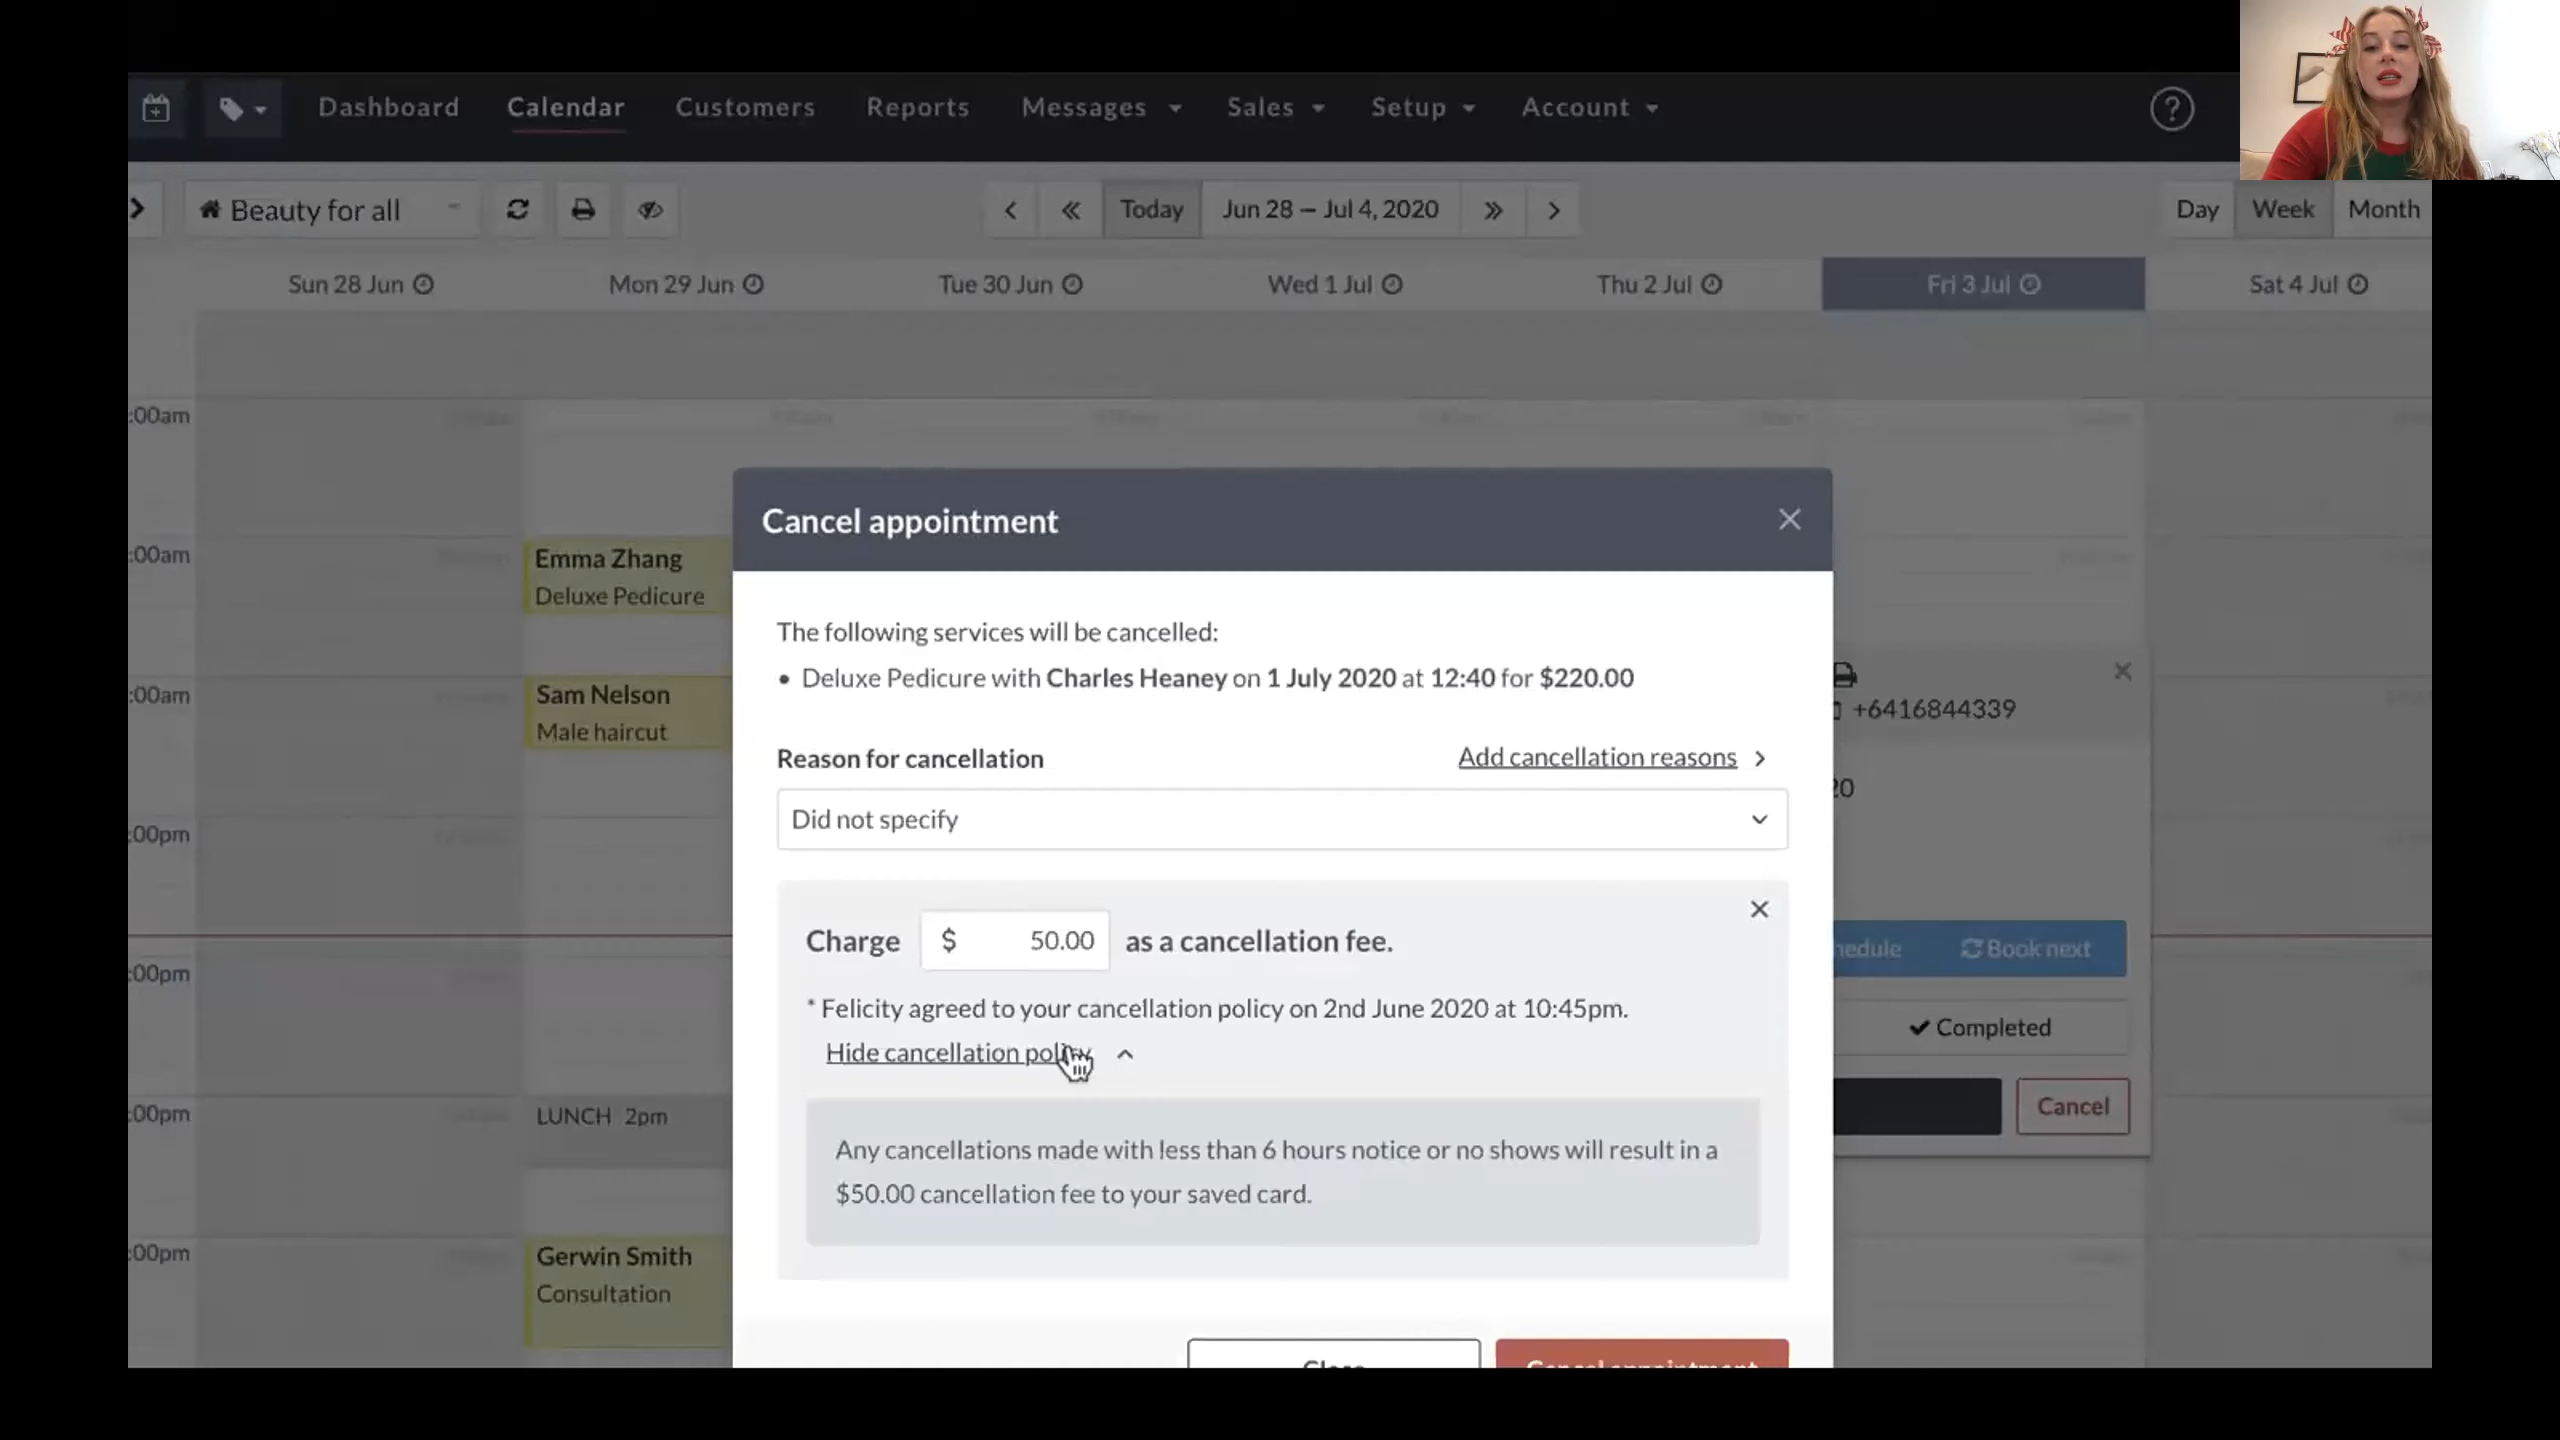 Dashboard Calendar Customers Reports Messages Sales Setup Account ?
Beauty for all Today Jun 28 – Jul 4, 2020 Day Week Month
Sun 28 Jun Mon 29 Jun Tue 30 Jun Wed 1 Jul Thu 2 Jul Fri 3 Jul Sat 4 Jul
:00am
:00am
Emma Zhang
Deluxe Pedicure
:00am
Sam Nelson
Male haircut
:00pm
:00pm
:00pm
LUNCH 2pm
:00pm
Gerwin Smith
Consultation
Cancel appointment
The following services will be cancelled:
• Deluxe Pedicure with Charles Heaney on 1 July 2020 at 12:40 for $220.00
Reason for cancellation Add cancellation reasons
Did not specify
Charge $ 50.00 as a cancellation fee.
* Felicity agreed to your cancellation policy on 2nd June 2020 at 10:45pm.
Hide cancellation policy
Any cancellations made with less than 6 hours notice or no shows will result in a
$50.00 cancellation fee to your saved card.
Close Cancel appointment
+6416844339
20
hedule Book next
Completed
Cancel